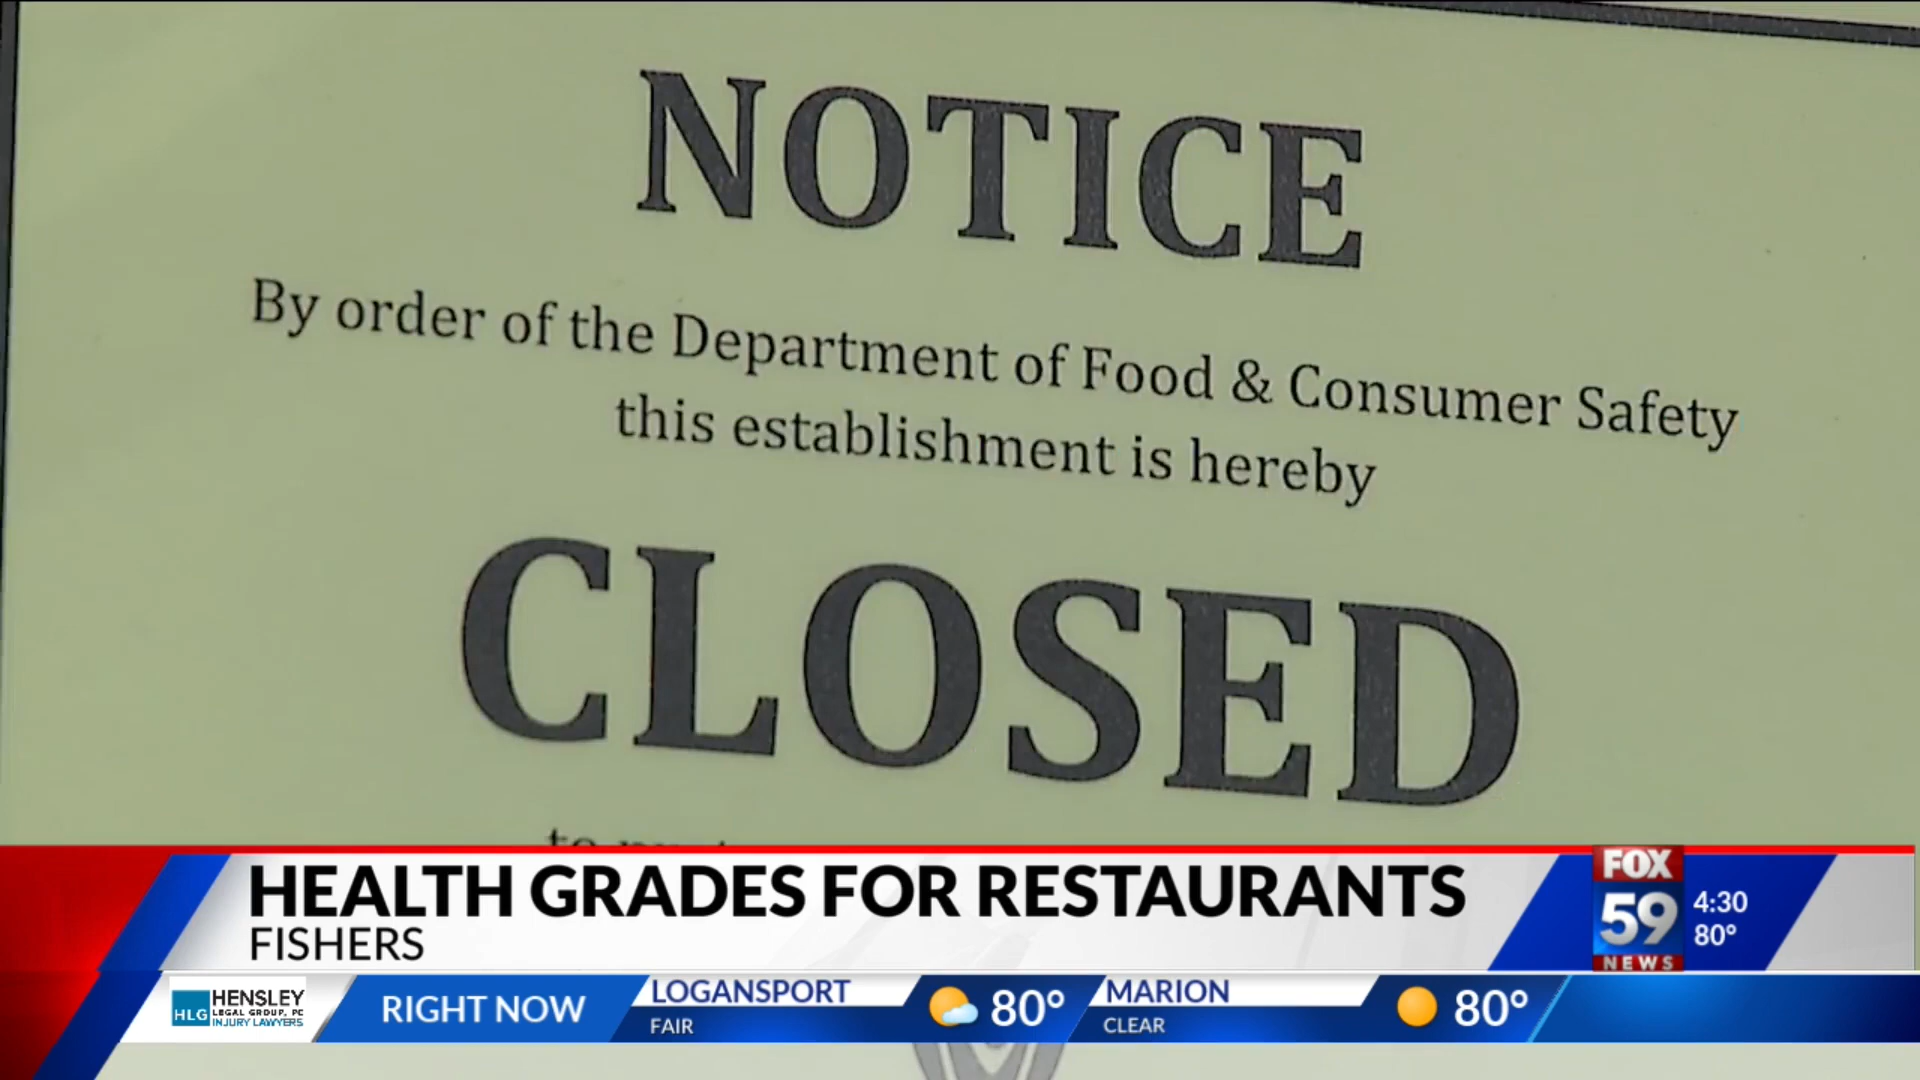 NOTICE
By order of the Department of Food & Consumer Safety
this establishment is hereby
CLOSED
HEALTH GRADES FOR RESTAURANTS
FISHERS
FOX
59
NEWS
4:30
80°
HLG
HENSLEY
LEGAL GROUP, PC
INJURY LAWYERS
RIGHT NOW
LOGANSPORT
FAIR
80°
MARION
CLEAR
80°